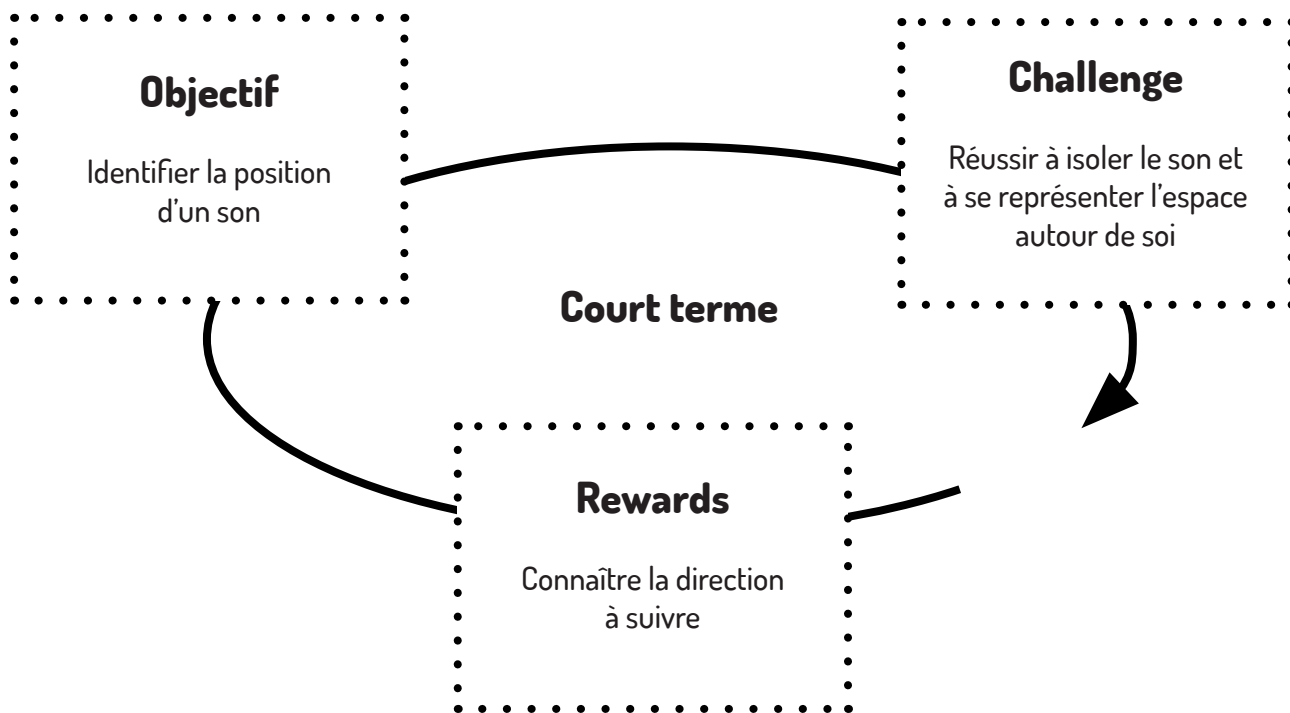 Objectif
Identifier la position
d'un son
Challenge
Réussir à isoler le son et
à se représenter l'espace
autour de soi
Court terme
Rewards
Connaître la direction
à suivre